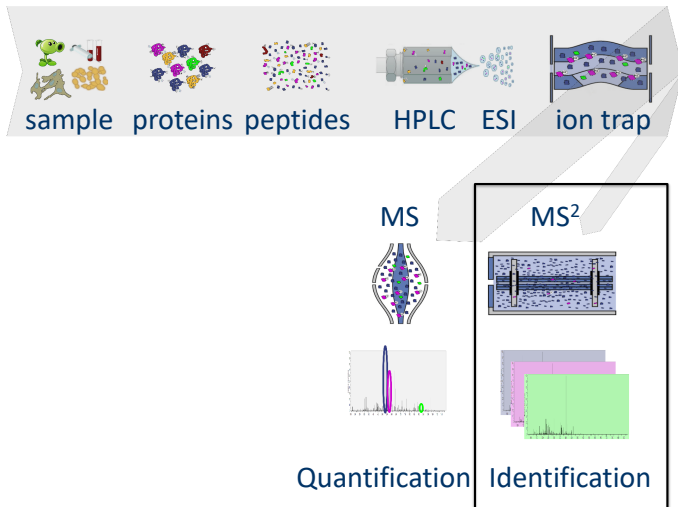 sample proteins peptides HPLC ESI ion trap
MS MS²
Quantification Identification